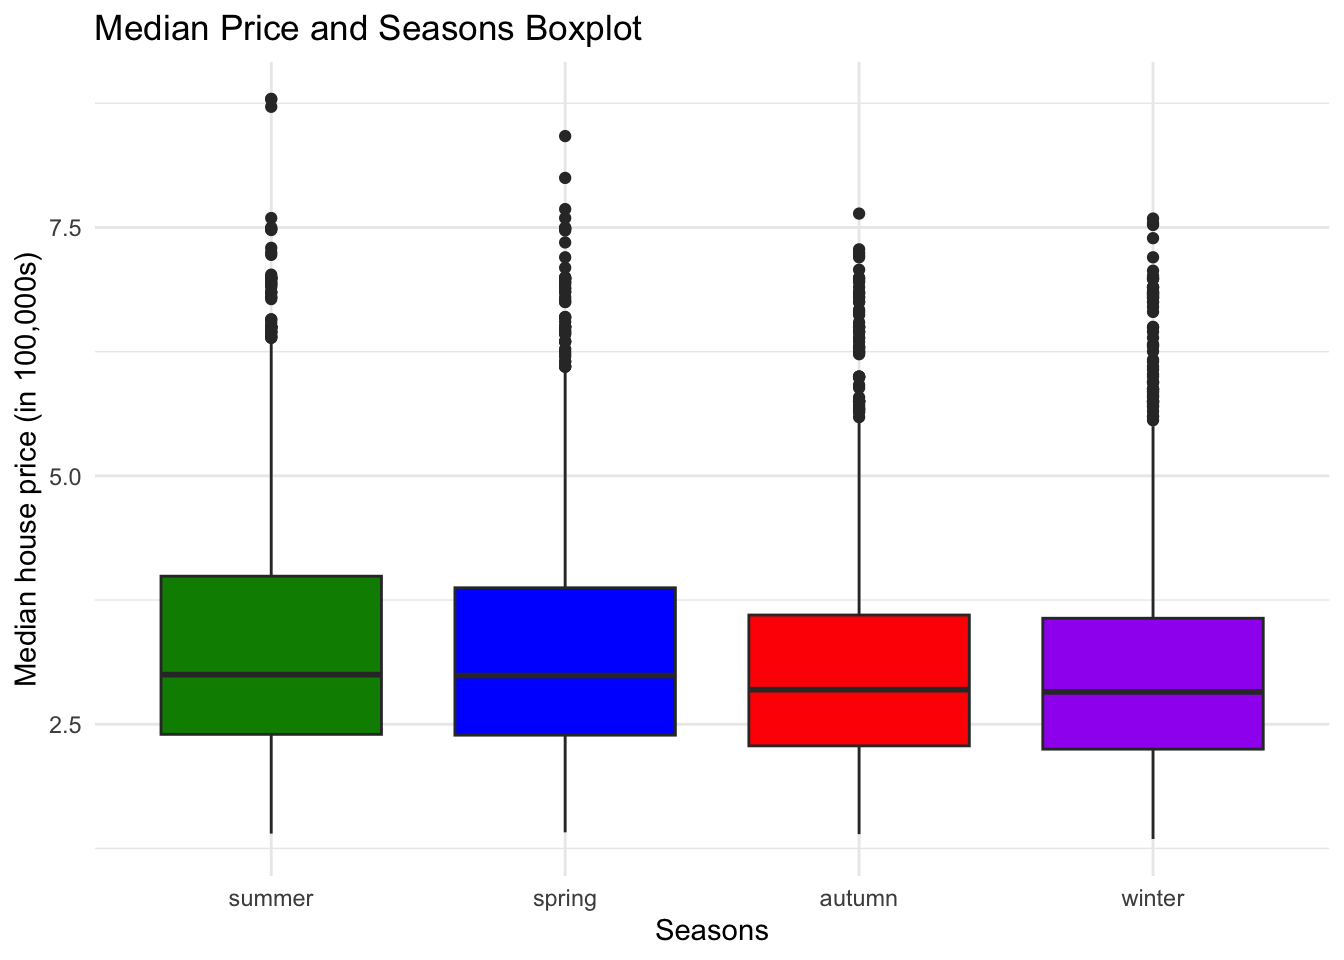 Median Price and Seasons Boxplot
Median house price (in 100,000s)
7.5
5.0
2.5
summer
spring
autumn
winter
Seasons